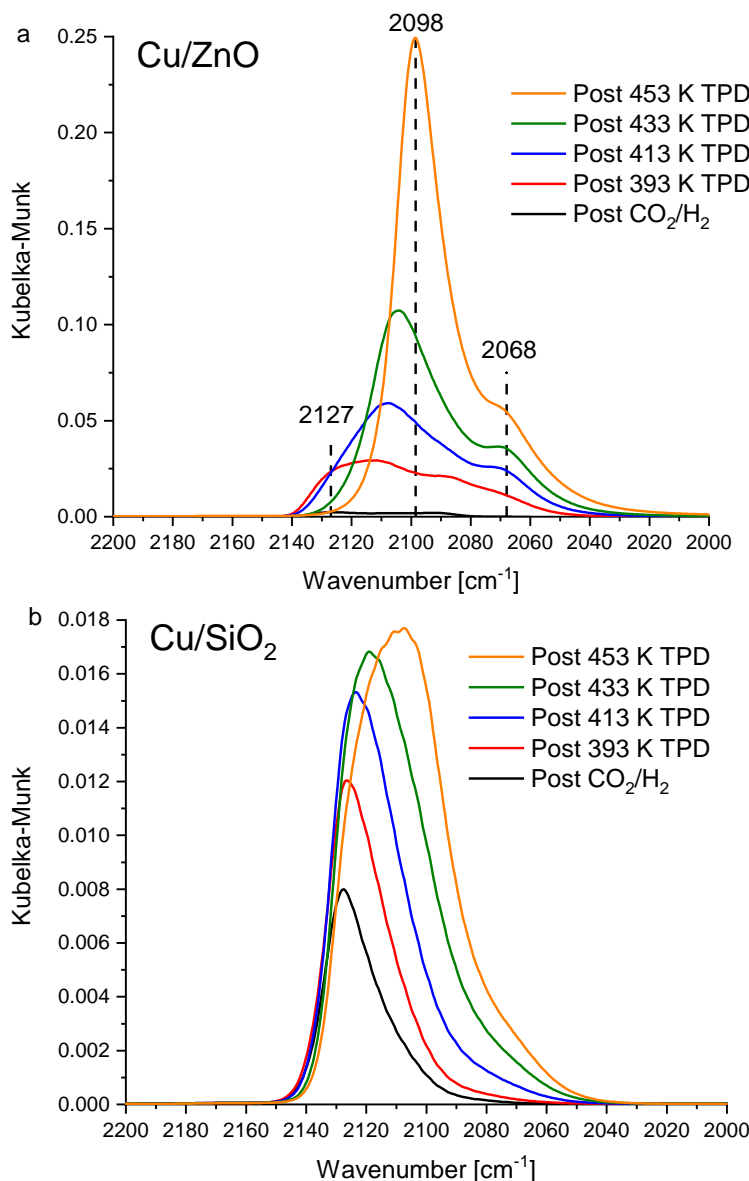 a
Cu/ZnO
2098
2068
2127
Post 453 K TPD
Post 433 K TPD
Post 413 K TPD
Post 393 K TPD
Post CO₂/H₂
0.25
0.20
0.15
0.10
0.05
0.00
Kubelka-Munk
2200 2180 2160 2140 2120 2100 2080 2060 2040 2020 2000
Wavenumber [cm⁻¹]
b
Cu/SiO₂
Post 453 K TPD
Post 433 K TPD
Post 413 K TPD
Post 393 K TPD
Post CO₂/H₂
0.018
0.016
0.014
0.012
0.010
0.008
0.006
0.004
0.002
0.000
Kubelka-Munk
2200 2180 2160 2140 2120 2100 2080 2060 2040 2020 2000
Wavenumber [cm⁻¹]